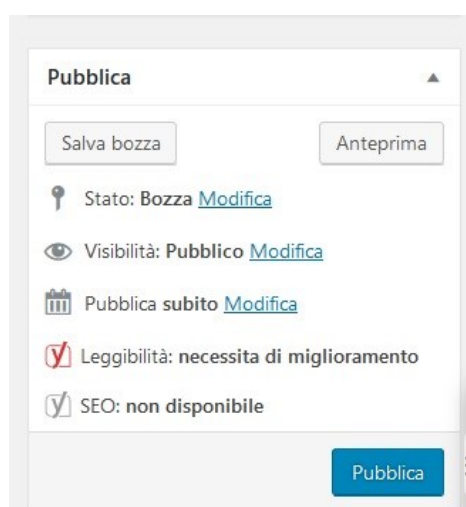 Pubblica
Salva bozza Anteprima
Stato: Bozza Modifica
Visibilità: Pubblico Modifica
Pubblica subito Modifica
Leggibilità: necessita di miglioramento
SEO: non disponibile
Pubblica